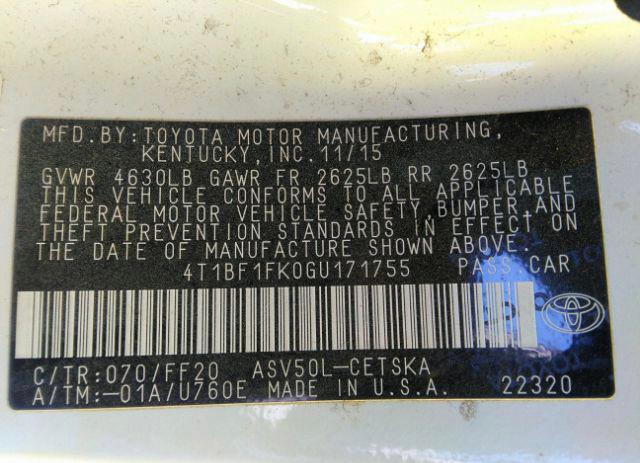 MFD.BY:TOYOTA MOTOR MANUFACTURING,
KENTUCKY,INC.11/15
GVWR 4630LB GAWR FR 2625LB RR 2625LB
THIS VEHICLE CONFORMS TO ALL APPLICABLE
FEDERAL MOTOR VEHICLE SAFETY,BUMPER,AND
THEFT PREVENTION STANDARDS IN EFFECT ON
THE DATE OF MANUFACTURE SHOWN ABOVE.
4T1BF1FK0GU171755 PASS.CAR
C/TR:070/FF20 ASV50L-CETSKA
A/TM:-01A/U760E MADE IN U.S.A. 22320